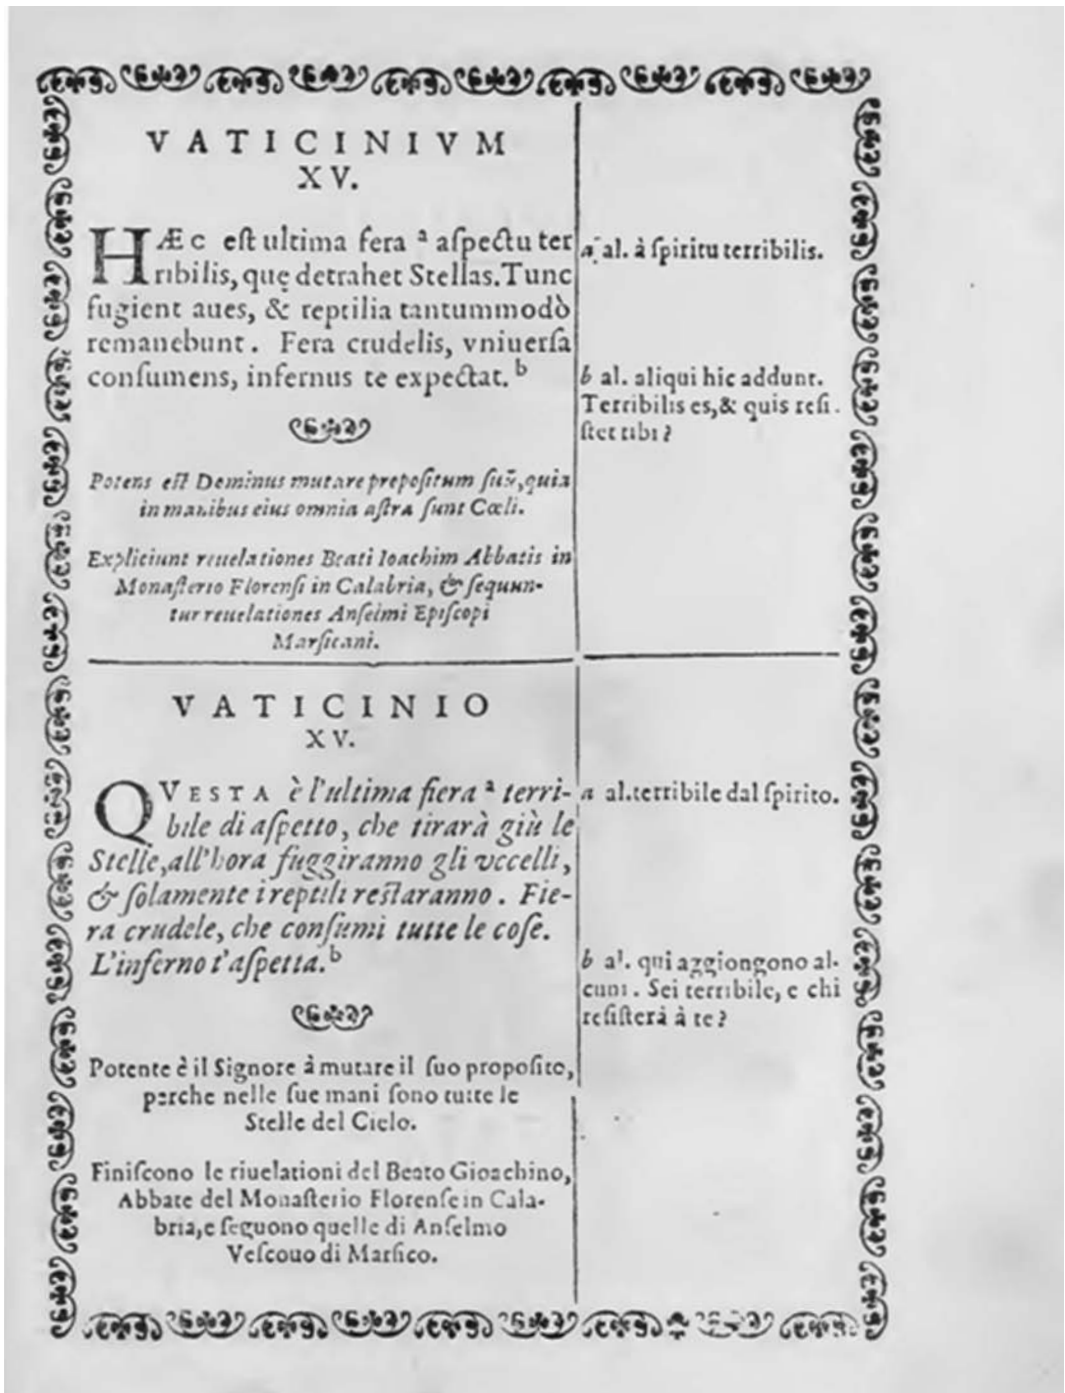 VATICINIVM
XV.
HÆC eſt ultima fera ᵃ aſpectu ter
ribilis, quę detrahet Stellas. Tunc
fugient aues, & reptilia tantummodò
remanebunt. Fera crudelis, vniuerſa
conſumens, infernus te expectat.ᵇ
Potens eſt Dominus mutare prepoſitum ſuũ, quia
in manibus eius omnia aſtra ſunt Cœli.
Expliciunt reuelationes Beati Ioachim Abbatis in
Monaſterio Florenſi in Calabria, & ſequun-
tur reuelationes Anſelmi Epiſcopi
Marſicani.
a al. à ſpiritu terribilis.
b al. aliqui hic addunt.
Terribilis es, & quis reſi.
ſtet tibi?
VATICINIO
XV.
QVESTA è l'ultima fiera ᵃ terri-
bile di aſpetto, che tirarà giù le
Stelle, all'hora fuggiranno gli vccelli,
& ſolamente i reptili reſtaranno. Fie-
ra crudele, che conſumi tutte le coſe.
L'inferno t'aſpetta.ᵇ
Potente è il Signore à mutare il ſuo propoſito,
perche nelle ſue mani ſono tutte le
Stelle del Cielo.
Finiſcono le riuelationi del Beato Gioachino,
Abbate del Monaſterio Florenſe in Cala-
bria, e ſeguono quelle di Anſelmo
Veſcouo di Marſico.
a al. terribile dal ſpirito.
b al. qui aggiongono al-
cuni. Sei terribile, e chi
reſiſterà à te?